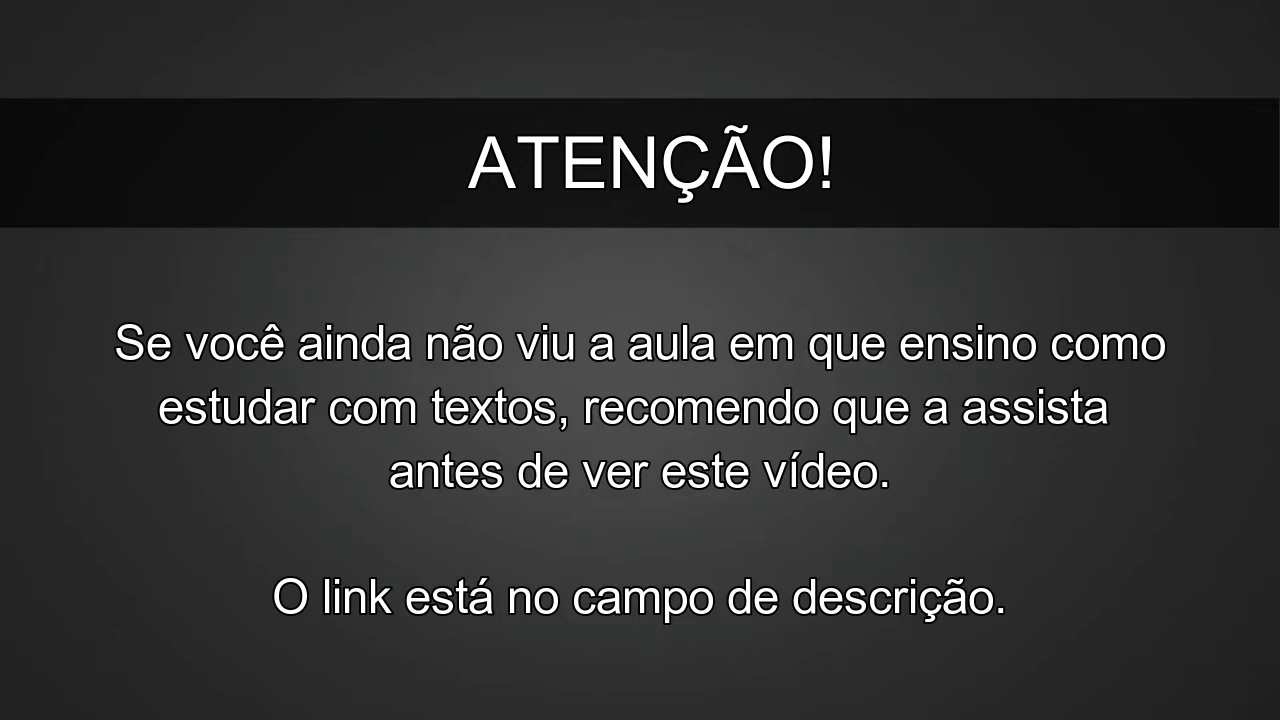 ATENÇÃO!
Se você ainda não viu a aula em que ensino como
estudar com textos, recomendo que a assista
antes de ver este vídeo.
O link está no campo de descrição.